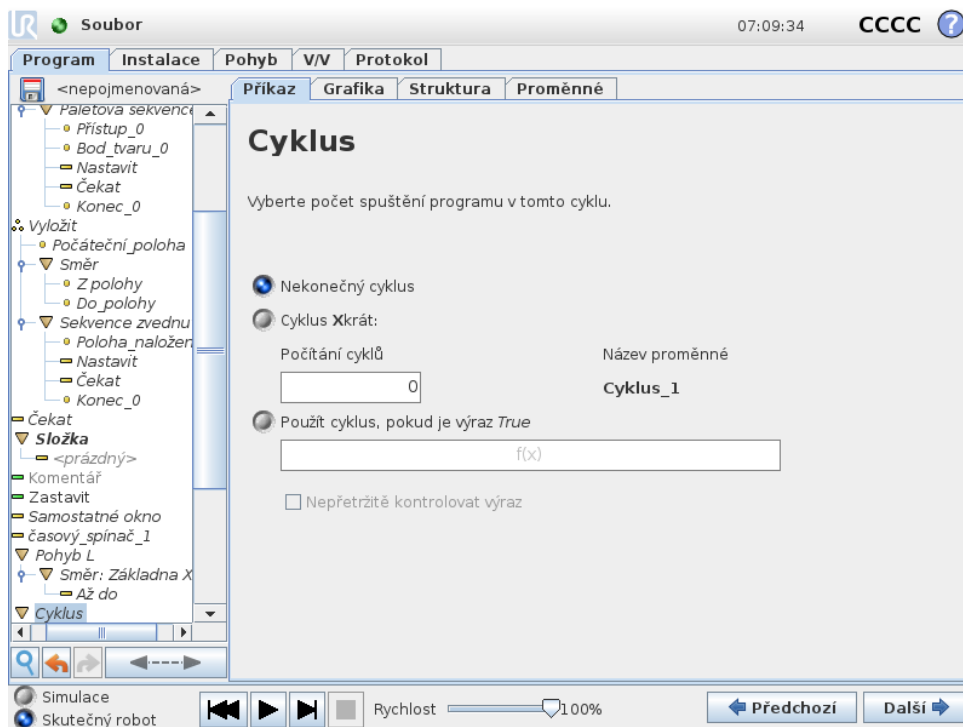 Soubor
07:09:34
CCCC
?
Program Instalace Pohyb V/V Protokol
<nepojmenovaná>
Příkaz Grafika Struktura Proměnné
Paletová sekvence
Přístup_0
Bod_tvaru_0
Nastavit
Čekat
Konec_0
Vyložit
Počáteční_poloha
Směr
Z polohy
Do_polohy
Sekvence zvednu
Poloha_naložen
Nastavit
Čekat
Konec_0
Čekat
Složka
<prázdný>
Komentář
Zastavit
Samostatné okno
časový_spínač_1
Pohyb L
Směr: Základna X
Až do
Cyklus
Cyklus
Vyberte počet spuštění programu v tomto cyklu.
Nekonečný cyklus
Cyklus Xkrát:
Počítání cyklů
Název proměnné
0
Cyklus_1
Použít cyklus, pokud je výraz True
f(x)
Nepřetržitě kontrolovat výraz
Simulace
Skutečný robot
Rychlost 100%
Předchozí
Další